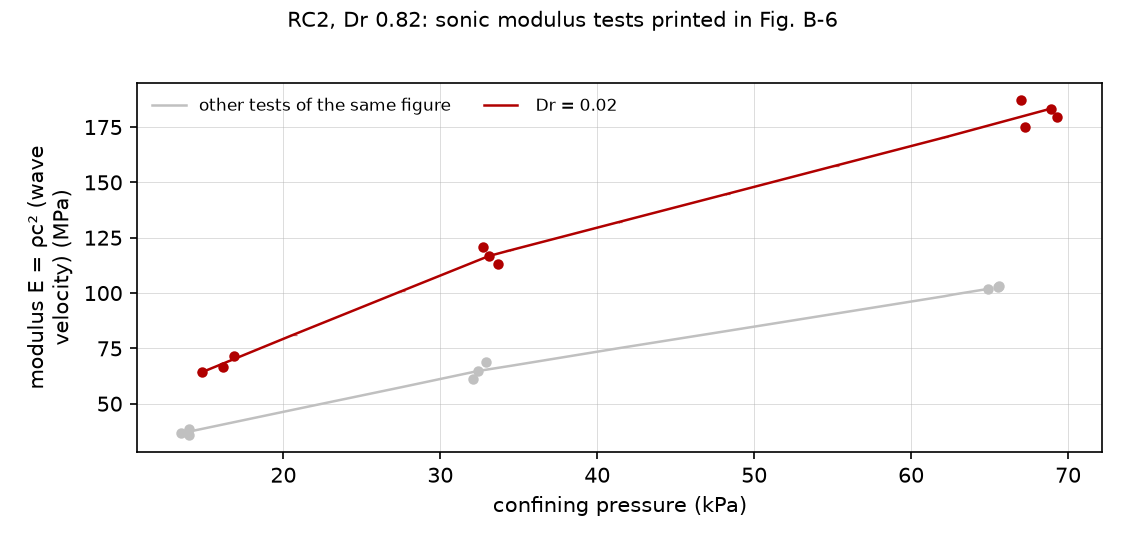 RC2, Dr 0.82: sonic modulus tests printed in Fig. B-6
other tests of the same figure
Dr = 0.02
modulus E = ρc² (wave
velocity) (MPa)
175
150
125
100
75
50
20
30
40
50
60
70
confining pressure (kPa)